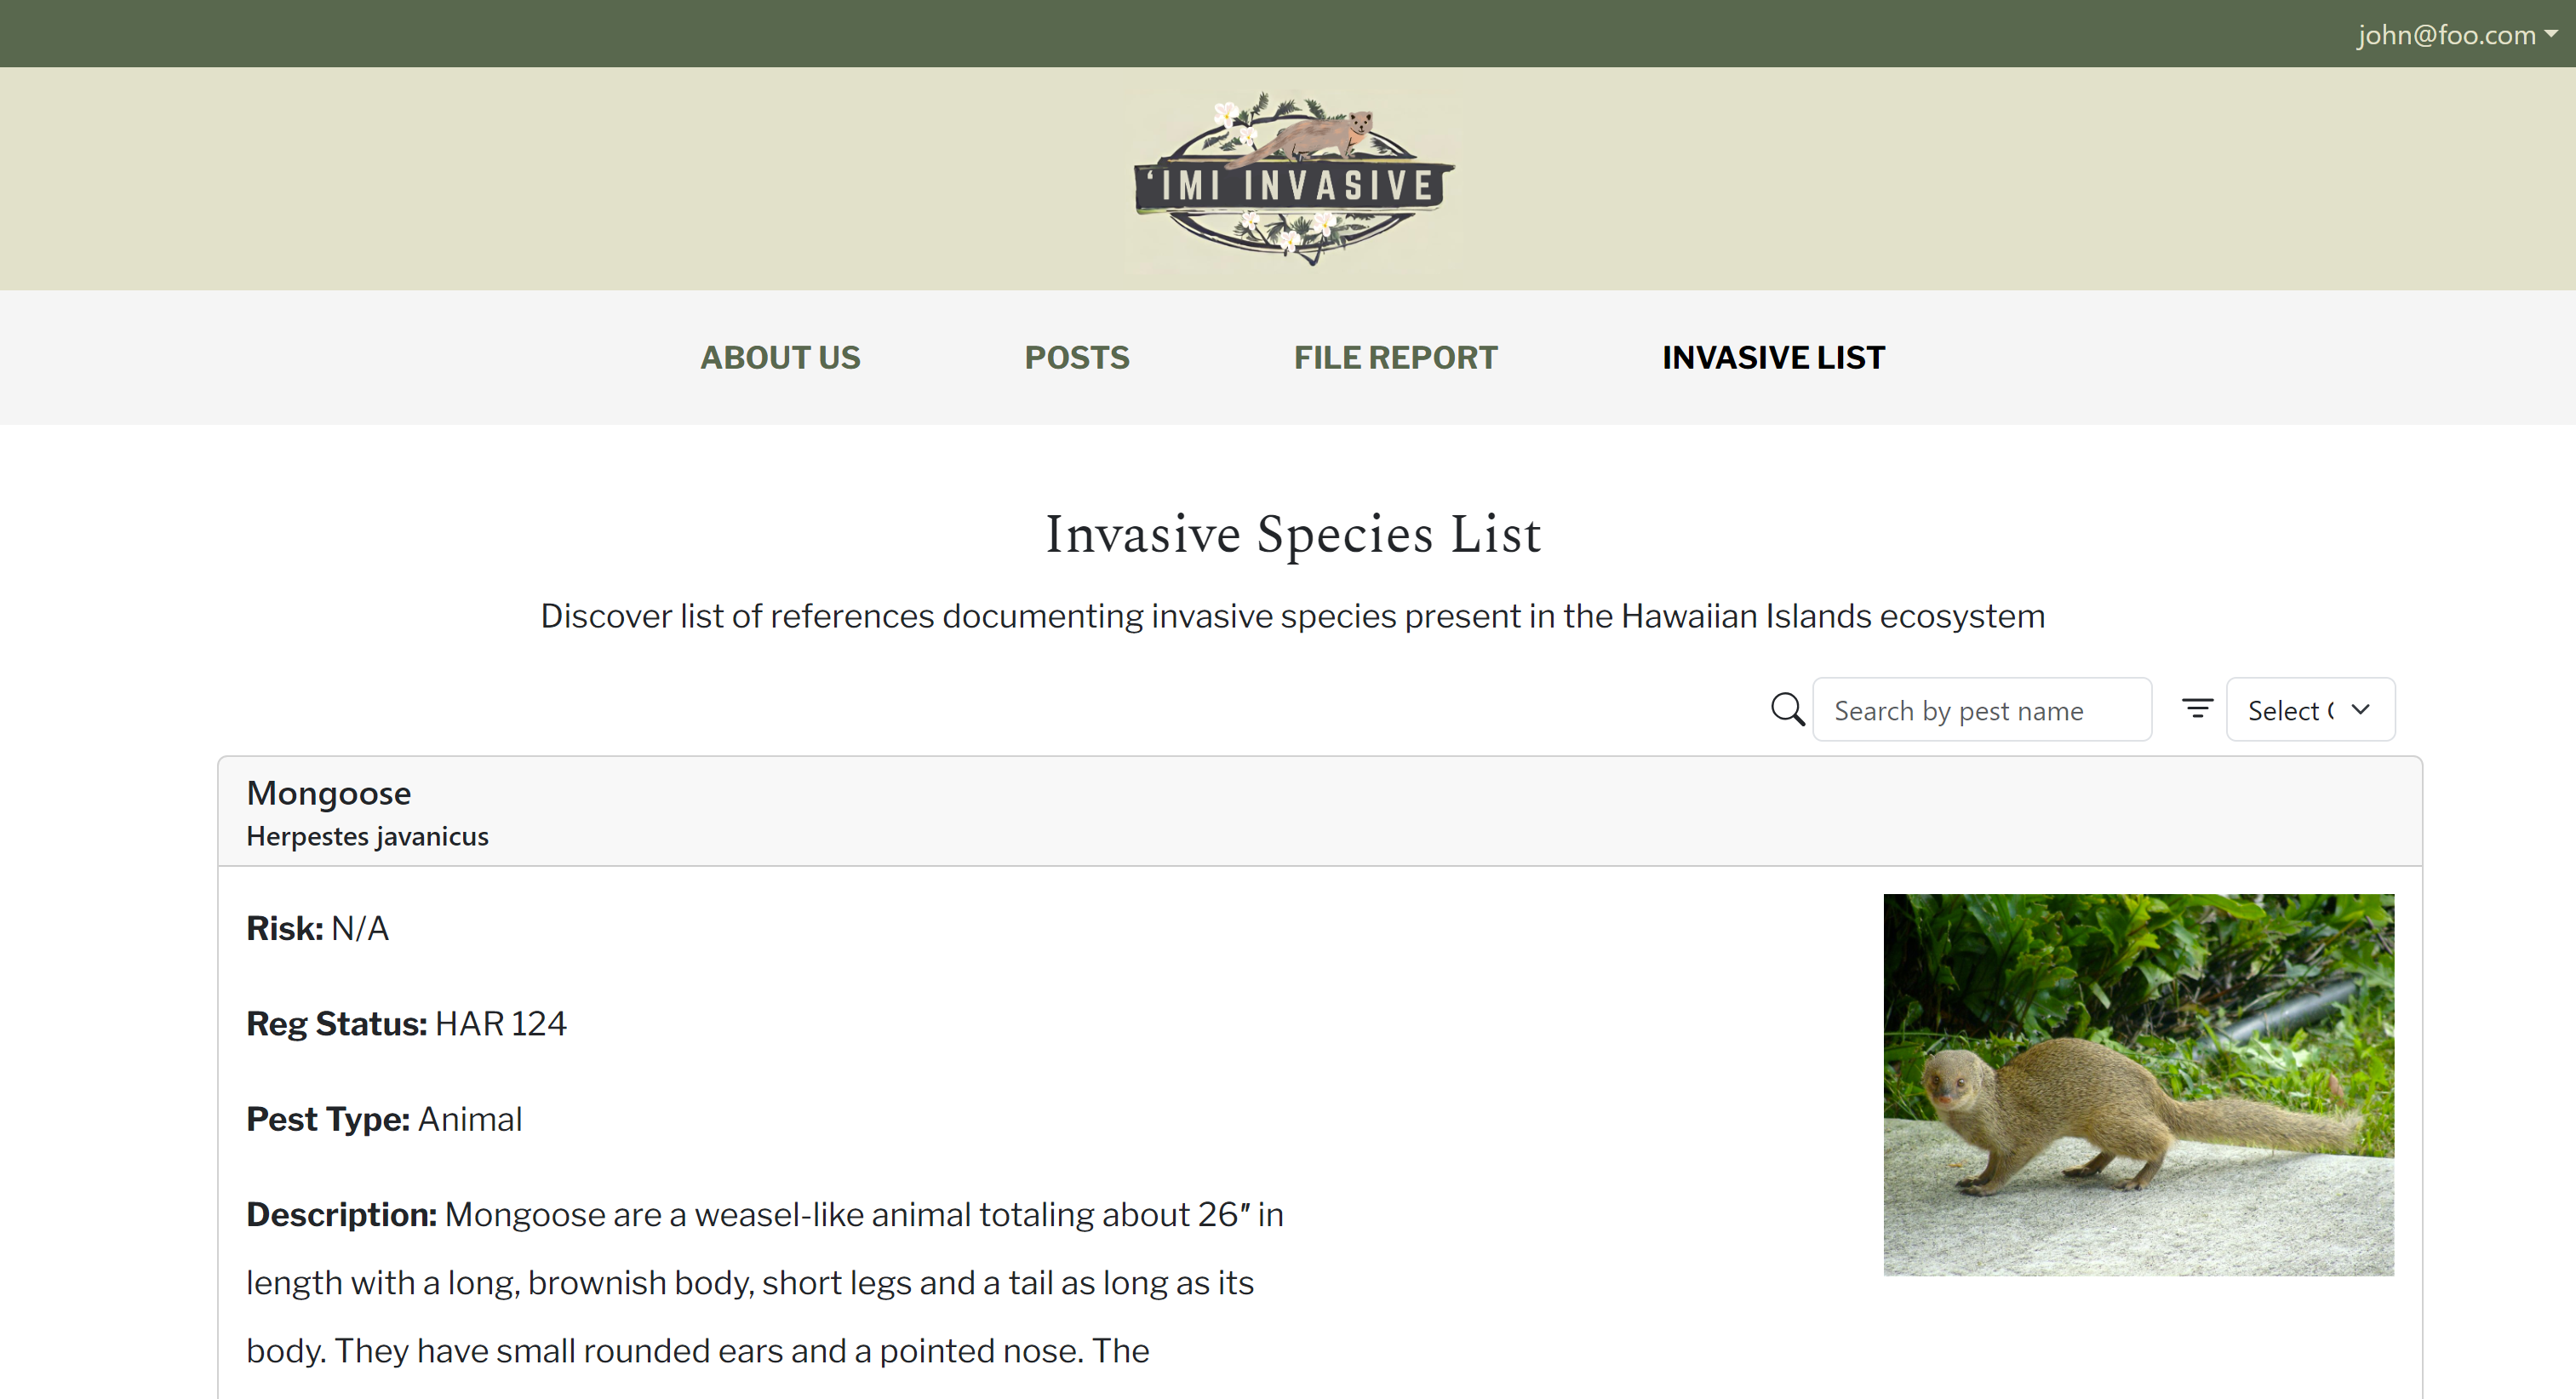 john@foo.com
ʻIMI INVASIVE
ABOUT US
POSTS
FILE REPORT
INVASIVE LIST
Invasive Species List
Discover list of references documenting invasive species present in the Hawaiian Islands ecosystem
Search by pest name
Select
Mongoose
Herpestes javanicus
Risk: N/A
Reg Status: HAR 124
Pest Type: Animal
Description: Mongoose are a weasel-like animal totaling about 26″ in
length with a long, brownish body, short legs and a tail as long as its
body. They have small rounded ears and a pointed nose. The